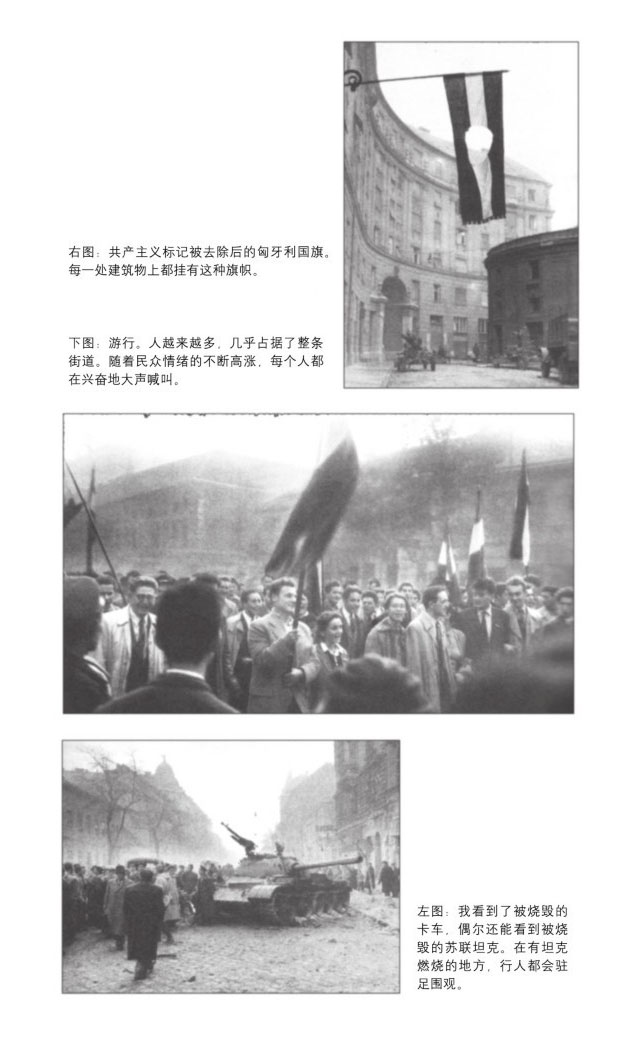 右图：共产主义标记被去除后的匈牙利国旗。
每一处建筑物上都挂有这种旗帜。
下图：游行。人越来越多，几乎占据了整条
街道。随着民众情绪的不断高涨，每个人都
在兴奋地大声喊叫。
左图：我看到了被烧毁的
卡车，偶尔还能看到被烧
毁的苏联坦克。在有坦克
燃烧的地方，行人都会驻
足围观。